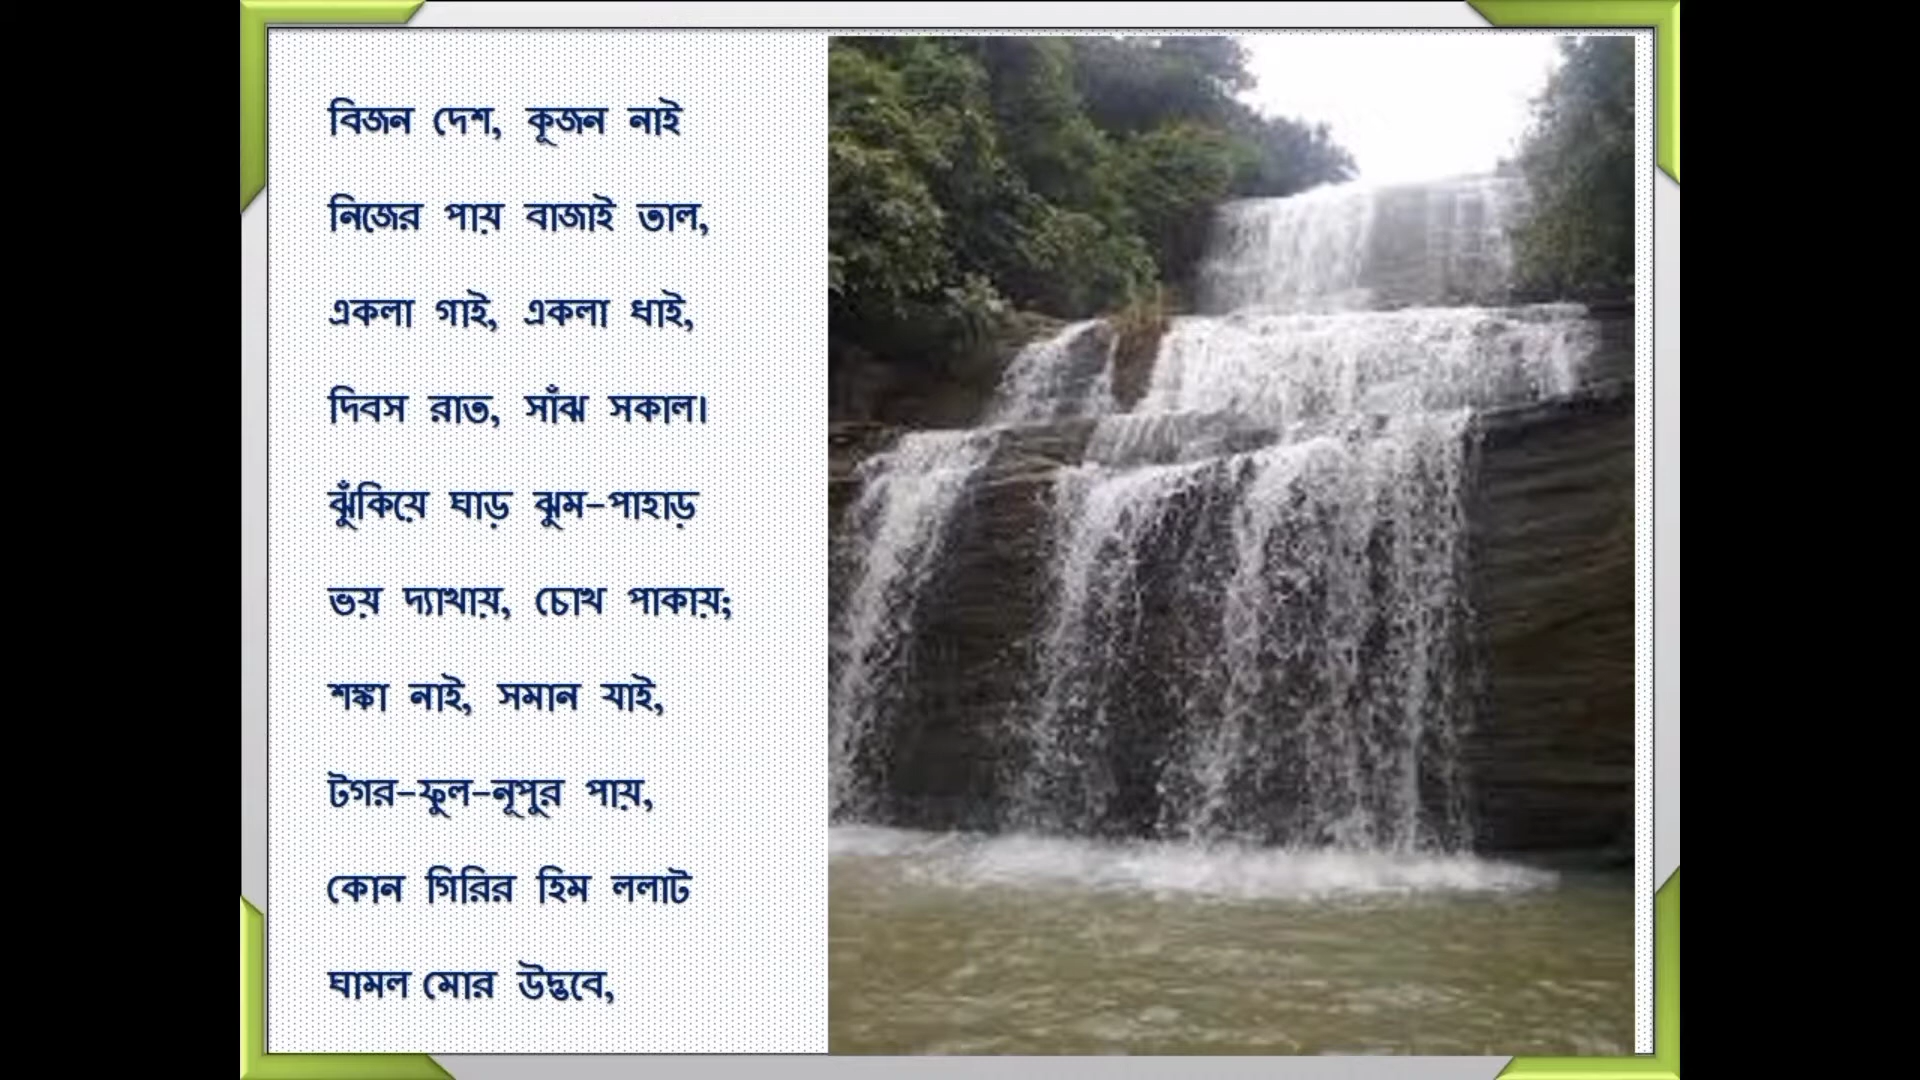 বিজন দেশ, কূজন নাই
নিজের পায় বাজাই তাল,
একলা গাই, একলা ধাই,
দিবস রাত, সাঁঝ সকাল।
ঝুঁকিয়ে ঘাড় ঝুম-পাহাড়
ভয় দ্যাখায়, চোখ পাকায়;
শঙ্কা নাই, সমান যাই,
টগর-ফুল-নূপুর পায়,
কোন গিরির হিম ললাট
ঘামল মোর উদ্ভবে,